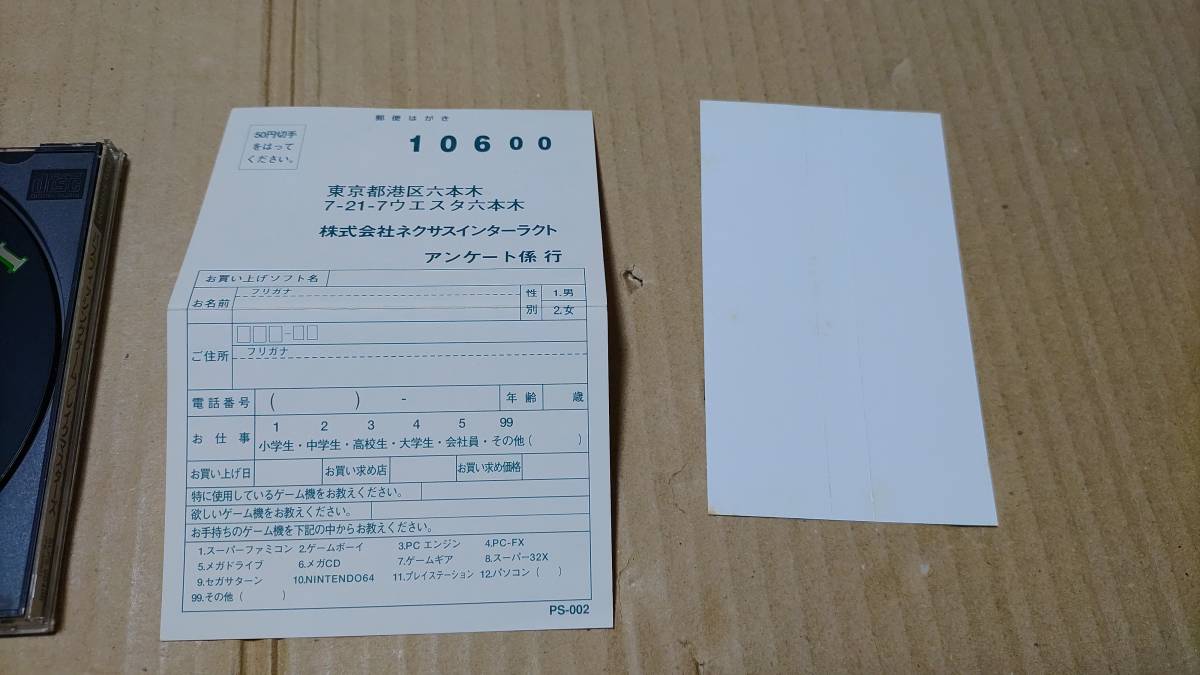 郵便はがき
50円切手
をはって
ください。
10600
東京都港区六本木
7-21-7ウエスタ六本木
株式会社ネクサスインターラクト
アンケート係 行
お買い上げソフト名
お名前
フリガナ
性別
1.男
2.女
ご住所
フリガナ
電話番号 ( ) -
年齢 歳
お仕事
1 2 3 4 5 99
小学生・中学生・高校生・大学生・会社員・その他( )
お買い上げ日 お買い求め店 お買い求め価格
特に使用しているゲーム機をお教えください。
欲しいゲーム機をお教えください。
お手持ちのゲーム機を下記の中からお教えください。
1.スーパーファミコン 2.ゲームボーイ 3.PCエンジン 4.PC-FX
5.メガドライブ 6.メガCD 7.ゲームギア 8.スーパー32X
9.セガサターン 10.NINTENDO64 11.プレイステーション 12.パソコン( )
99.その他( )
PS-002